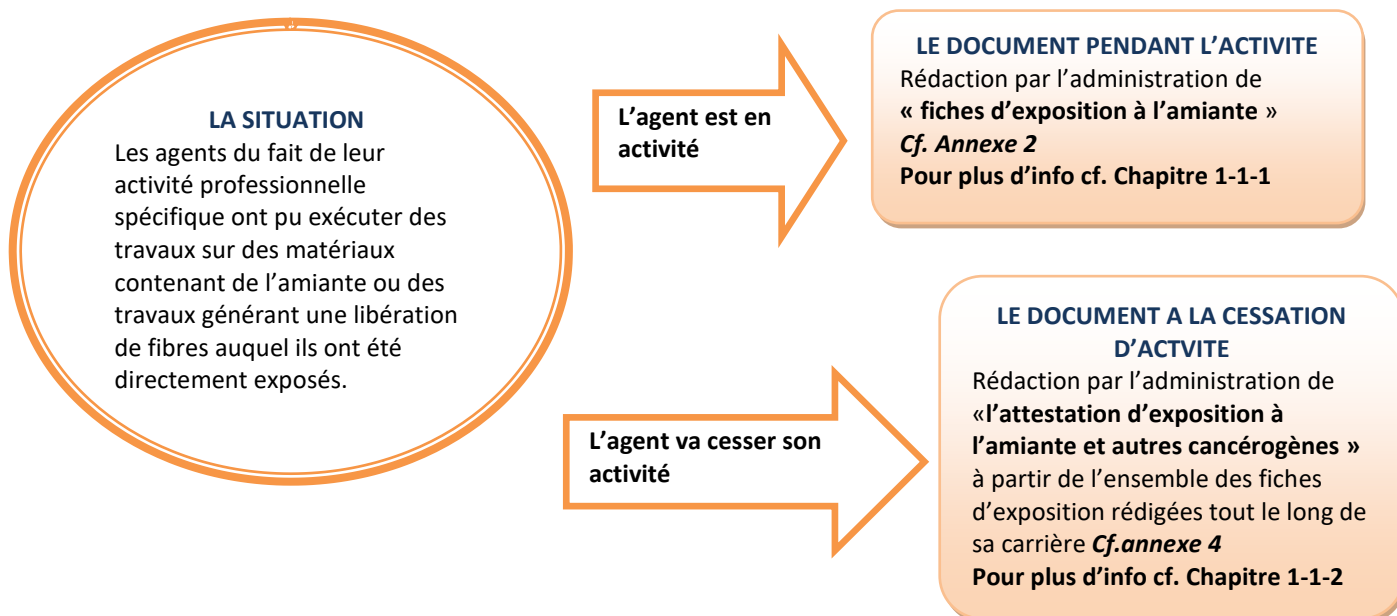 LA SITUATION
Les agents du fait de leur
activité professionnelle
spécifique ont pu exécuter des
travaux sur des matériaux
contenant de l'amiante ou des
travaux générant une libération
de fibres auquel ils ont été
directement exposés.
L'agent est en
activité
LE DOCUMENT PENDANT L'ACTIVITE
Rédaction par l'administration de
« fiches d'exposition à l'amiante »
Cf. Annexe 2
Pour plus d'info cf. Chapitre 1-1-1
L'agent va cesser son
activité
LE DOCUMENT A LA CESSATION
D'ACTVITE
Rédaction par l'administration de
«l'attestation d'exposition à
l'amiante et autres cancérogènes »
à partir de l'ensemble des fiches
d'exposition rédigées tout le long de
sa carrière Cf.annexe 4
Pour plus d'info cf. Chapitre 1-1-2